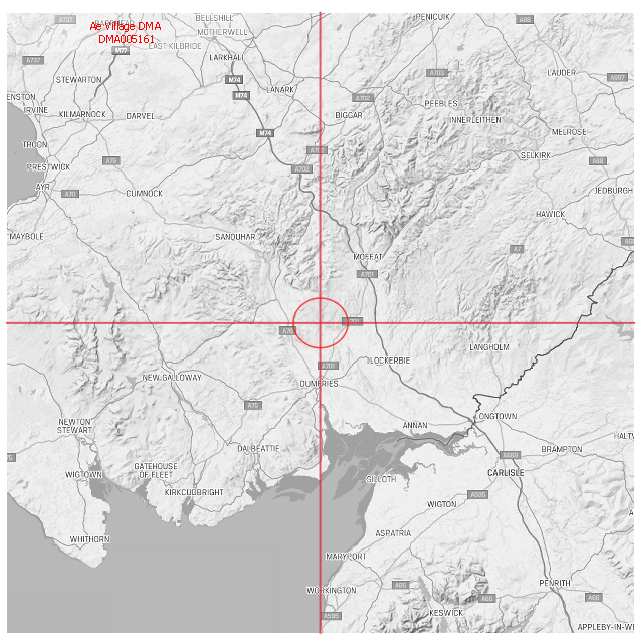 A737
BELLSHILL
Ae Village DMA
MOTHERWELL
PENICUIK
A68
DMA005161
EAST KILBRIDE
M77
LARKHALL
A737
STEWARTON
M74
A703
LAUDER
A697
LANARK
M74
A702
ENSTON
IRVINE
PEEBLES
KILMARNOCK
DARVEL
BIGGAR
INNERLEITHEN
M74
MELROSE
TROON
A702
SELKIRK
A76
A68
PRESTWICK
A702
AYR
A70
CUMNOCK
JEDBURGH
HAWICK
MAYBOLE
SANQUHAR
A7
MOFFAT
A701
A701
A76
LANGHOLM
LOCKERBIE
A701
NEW GALLOWAY
DUMFRIES
A75
LONGTOWN
NEWTON
STEWART
ANNAN
DALBEATTIE
BRAMPTON
A689
GATEHOUSE
OF FLEET
WIGTOWN
CARLISLE
SILLOTH
KIRKCUDBRIGHT
A595
WIGTON
ASPATRIA
WHITHORN
MARYPORT
PENRITH
A66
WORKINGTON
A66
A66
KESWICK
A595
APPLEBY-IN-WE